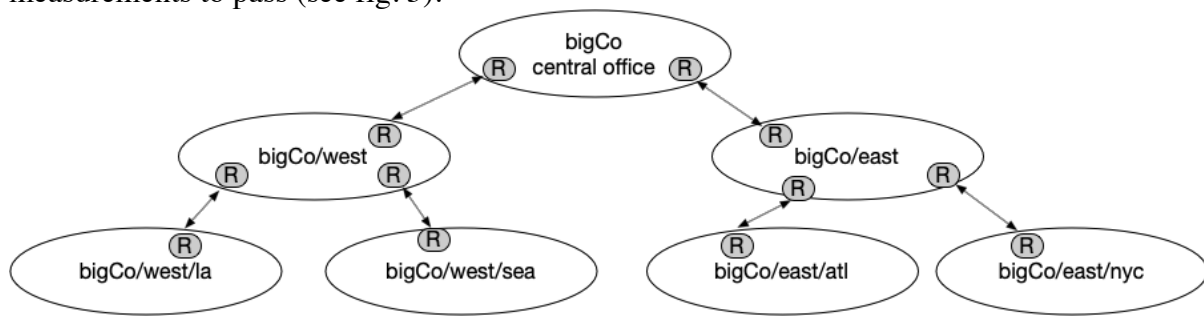 measurements to pass (see fig. 3).
bigCo
central office
R
R
R
R
bigCo/west
bigCo/east
R
R
R
R
R
R
R
R
bigCo/west/la
bigCo/west/sea
bigCo/east/atl
bigCo/east/nyc